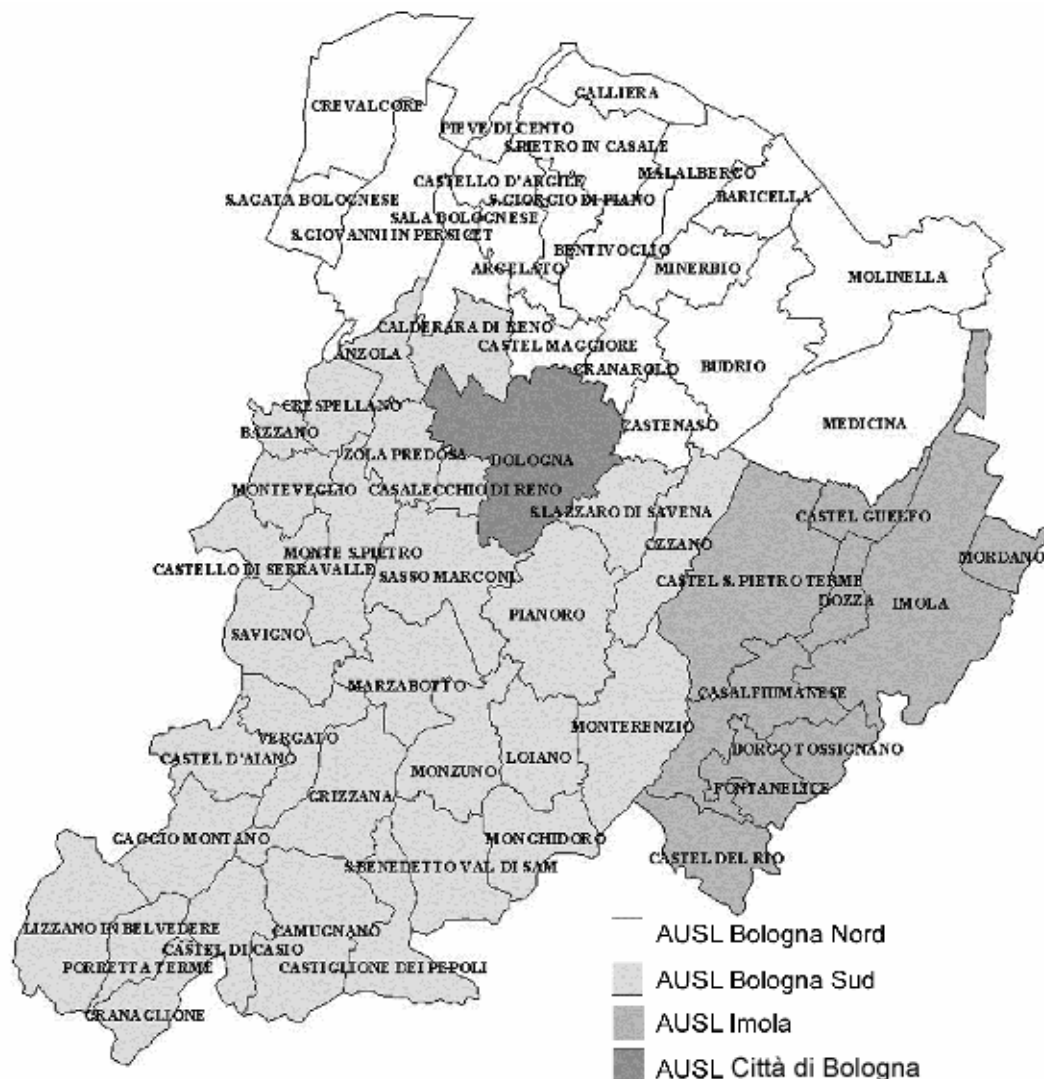 GALLIERA
CREVALCORE
PIEVE DI CENTO
S.PIETRO IN CASALE
MALALBERGO
CASTELLO D'ARGILE
BARICELLA
S.AGATA BOLOGNESE
S.GIORGIO DI PIANO
SALA BOLOGNESE
S.GIOVANNI IN PERSICET
BENTIVOGLIO
ARGELATO
MINERBIO
MOLINELLA
CALDERARA DI RENO
CASTEL MAGGIORE
ANZOLA
GRANAROLO
BUDRIO
CRESPELLANO
BAZZANO
CASTENASO
MEDICINA
ZOLA PREDOSA
BOLOGNA
MONTEVEGLIO
CASALECCHIO DI RENO
S.LAZZARO DI SAVENA
CASTEL GUELFO
OZZANO
MONTE S.PIETRO
MORDANO
CASTELLO DI SERRAVALLE
SASSO MARCONI
CASTEL S. PIETRO TERME
DOZZA
IMOLA
PIANORO
SAVIGNO
MARZABOTTO
CASALFIUMANESE
MONTERENZIO
VERGATO
BORGO TOSSIGNANO
CASTEL D'AIANO
LOIANO
MONZUNO
FONTANELICE
GRIZZANA
GAGGIO MONTANO
MONGHIDORO
CASTEL DEL RIO
S.BENEDETTO VAL DI SAM
LIZZANO IN BELVEDERE
CAMUGNANO
CASTEL DI CASIO
PORRETTA TERME
CASTIGLIONE DEI PEPOLI
GRANAGLIONE
AUSL Bologna Nord
AUSL Bologna Sud
AUSL Imola
AUSL Città di Bologna